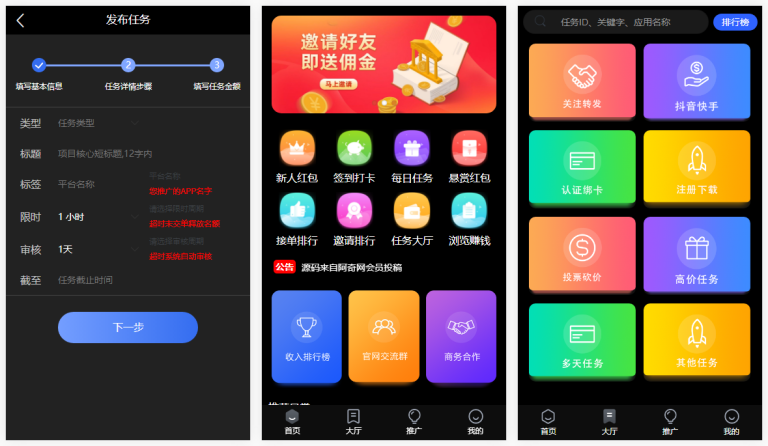 发布任务
1
2
3
填写基本信息
任务详情步骤
填写任务金额
类型
任务类型
标题
项目核心短标题,12字内
标签
平台名称
平台名称
您推广的APP名字
限时
1 小时
请选择限时周期
超时未交单释放名额
审核
1天
请选择审核周期
超时系统自动审核
截至
任务截止时间
下一步
邀请好友
即送佣金
马上邀请
新人红包
签到打卡
每日任务
悬赏红包
接单排行
邀请排行
任务大厅
浏览赚钱
公告
源码来自阿奇网会员投稿
收入排行榜
官网交流群
商务合作
首页
大厅
推广
我的
任务ID、关键字、应用名称
排行榜
关注转发
抖音快手
认证绑卡
注册下载
投票砍价
高价任务
多天任务
其他任务
首页
大厅
推广
我的